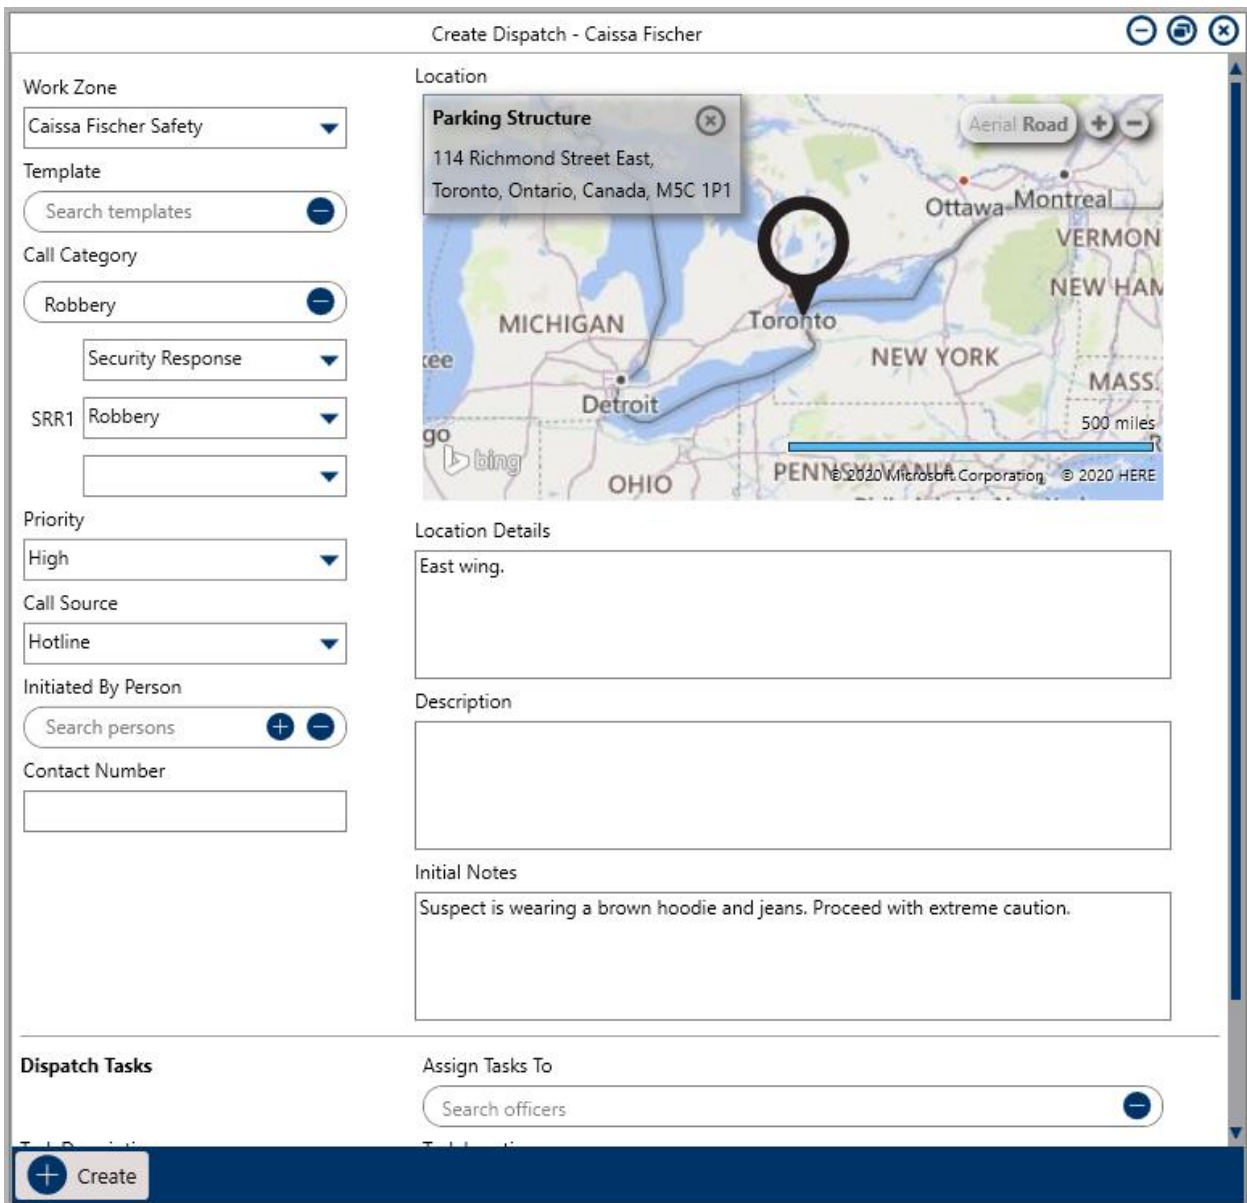 Create Dispatch - Caissa Fischer
Work Zone
Caissa Fischer Safety
Template
Search templates
Call Category
Robbery
Security Response
SRR1 Robbery
Priority
High
Call Source
Hotline
Initiated By Person
Search persons
Contact Number
Location
Parking Structure
114 Richmond Street East,
Toronto, Ontario, Canada, M5C 1P1
Aerial Road
Ottawa
Montreal
VERMON
NEW HAM
MICHIGAN
Toronto
kee
NEW YORK
MASS.
Detroit
500 miles
go
bing
R
PENNSYLVANIA
© 2020 Microsoft Corporation © 2020 HERE
OHIO
Location Details
East wing.
Description
Initial Notes
Suspect is wearing a brown hoodie and jeans. Proceed with extreme caution.
Dispatch Tasks
Assign Tasks To
Search officers
Create